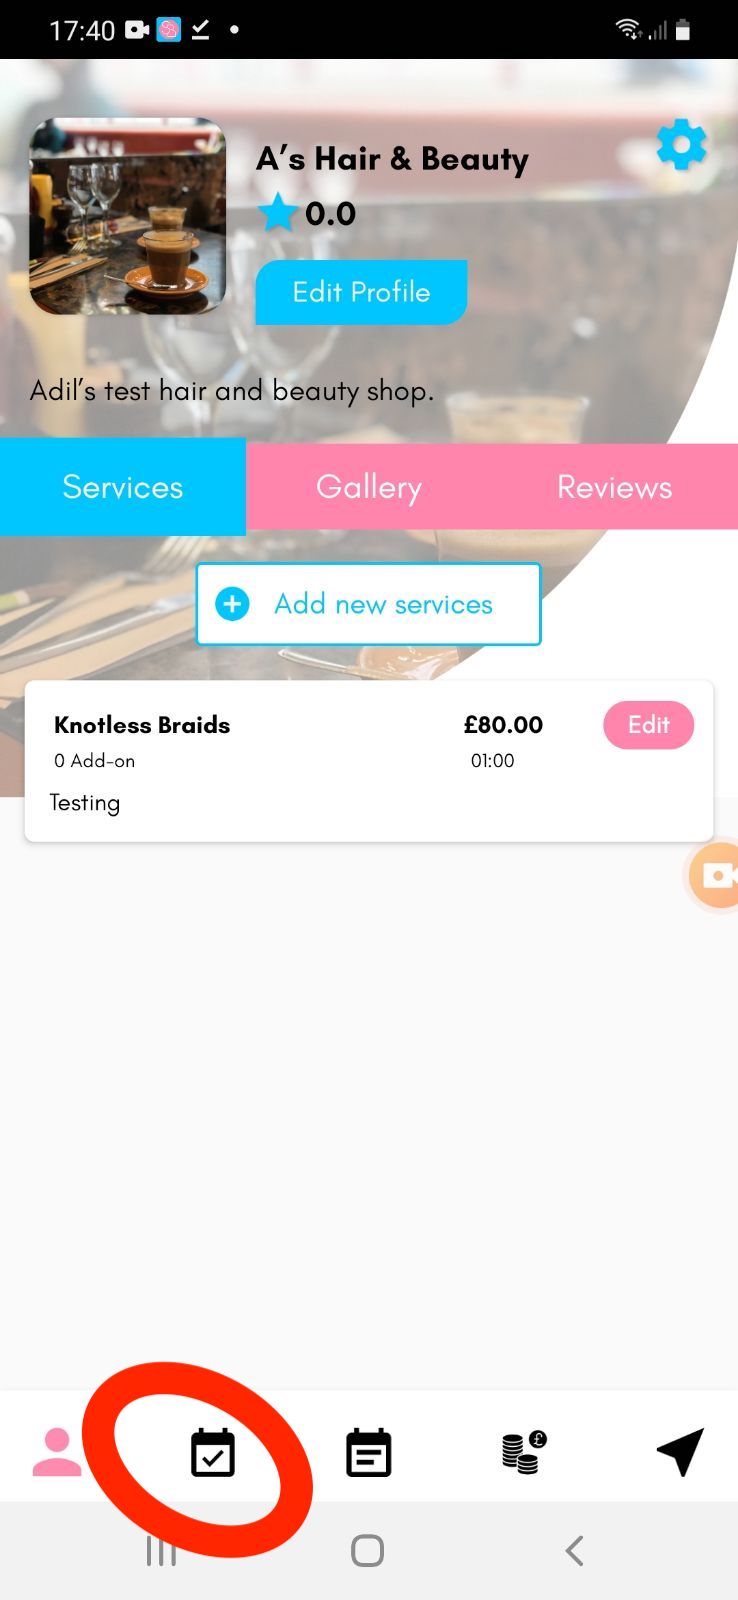 17:40
A's Hair & Beauty
0.0
Edit Profile
Adil's test hair and beauty shop.
Services Gallery Reviews
Add new services
Knotless Braids £80.00 Edit
0 Add-on 01:00
Testing
£